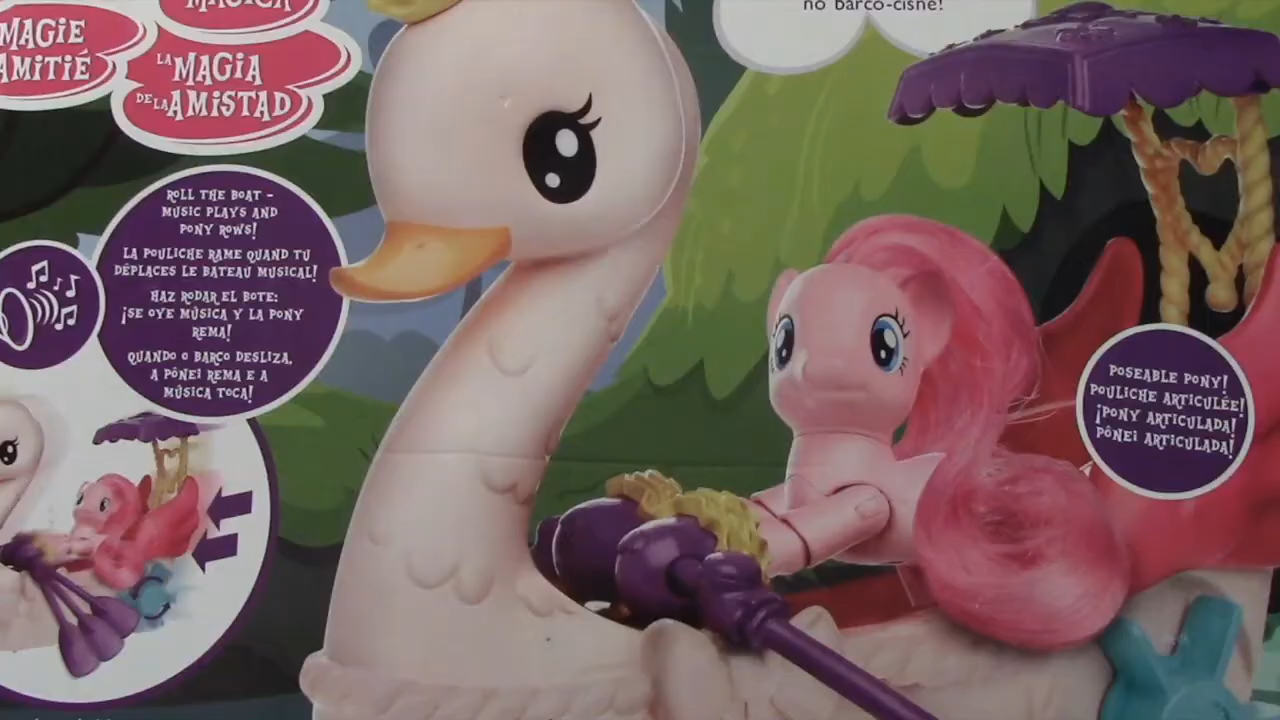 MAGIE
AMITIÉ
MÁGICA
LA MAGIA
DE LA AMISTAD
no barco-cisne!
ROLL THE BOAT –
MUSIC PLAYS AND
PONY ROWS!
LA POULICHE RAME QUAND TU
DÉPLACES LE BATEAU MUSICAL!
HAZ RODAR EL BOTE:
¡SE OYE MÚSICA Y LA PONY
REMA!
QUANDO O BARCO DESLIZA,
A PÔNEI REMA E A
MÚSICA TOCA!
POSEABLE PONY!
POULICHE ARTICULÉE!
¡PONY ARTICULADA!
PÔNEI ARTICULADA!